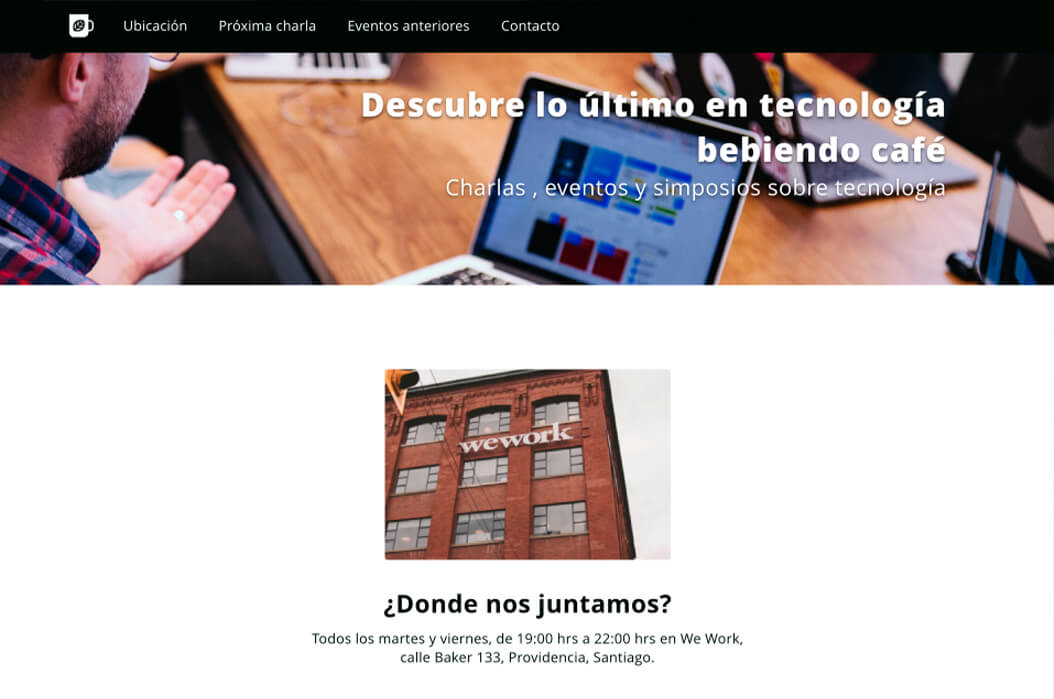 Ubicación Próxima charla Eventos anteriores Contacto
Descubre lo último en tecnología
bebiendo café
Charlas , eventos y simposios sobre tecnología
wework
¿Donde nos juntamos?
Todos los martes y viernes, de 19:00 hrs a 22:00 hrs en We Work,
calle Baker 133, Providencia, Santiago.